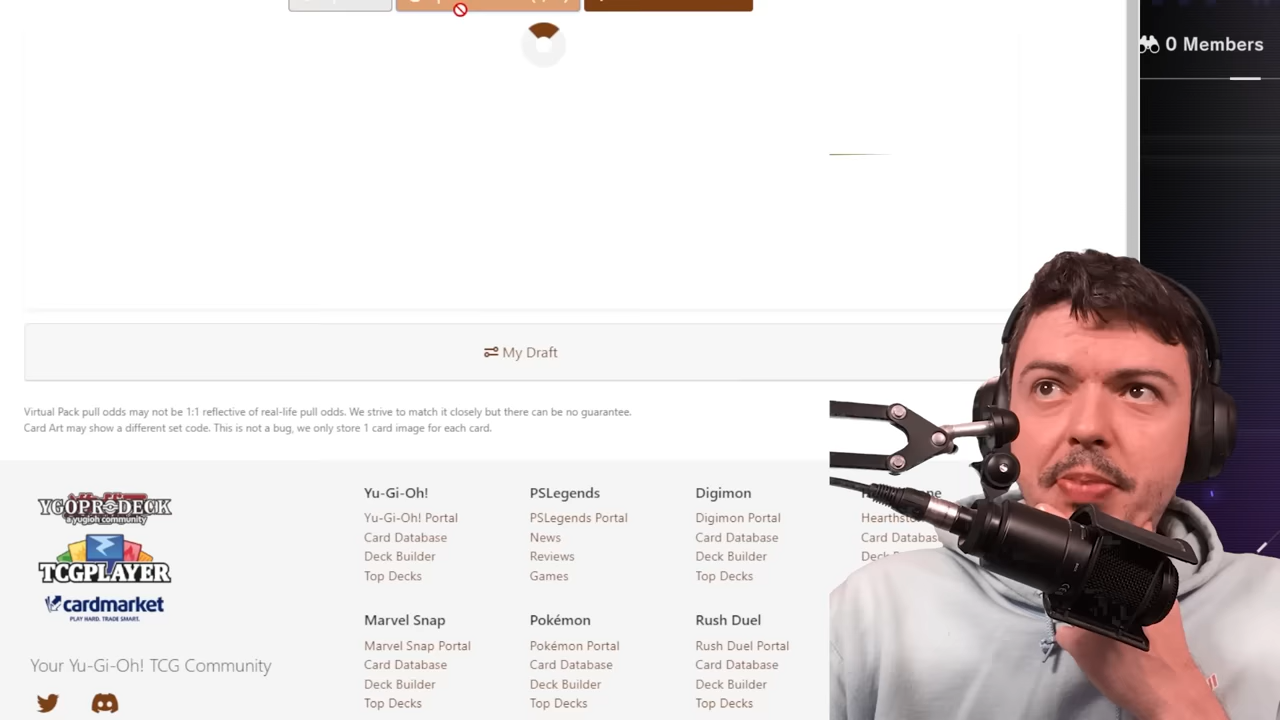 0 Members
My Draft
Virtual Pack pull odds may not be 1:1 reflective of real-life pull odds. We strive to match it closely but there can be no guarantee.
Card Art may show a different set code. This is not a bug, we only store 1 card image for each card.
YGOPRODECK
a yugioh community
TCGPLAYER
cardmarket
PLAY HARD. TRADE SMART.
Your Yu-Gi-Oh! TCG Community
Yu-Gi-Oh!
Yu-Gi-Oh! Portal
Card Database
Deck Builder
Top Decks
PSLegends
PSLegends Portal
News
Reviews
Games
Digimon
Digimon Portal
Card Database
Deck Builder
Top Decks
Card
Marvel Snap
Marvel Snap Portal
Card Database
Deck Builder
Top Decks
Pokémon
Pokémon Portal
Card Database
Deck Builder
Top Decks
Rush Duel
Rush Duel Portal
Card Database
Deck Builder
Top Decks